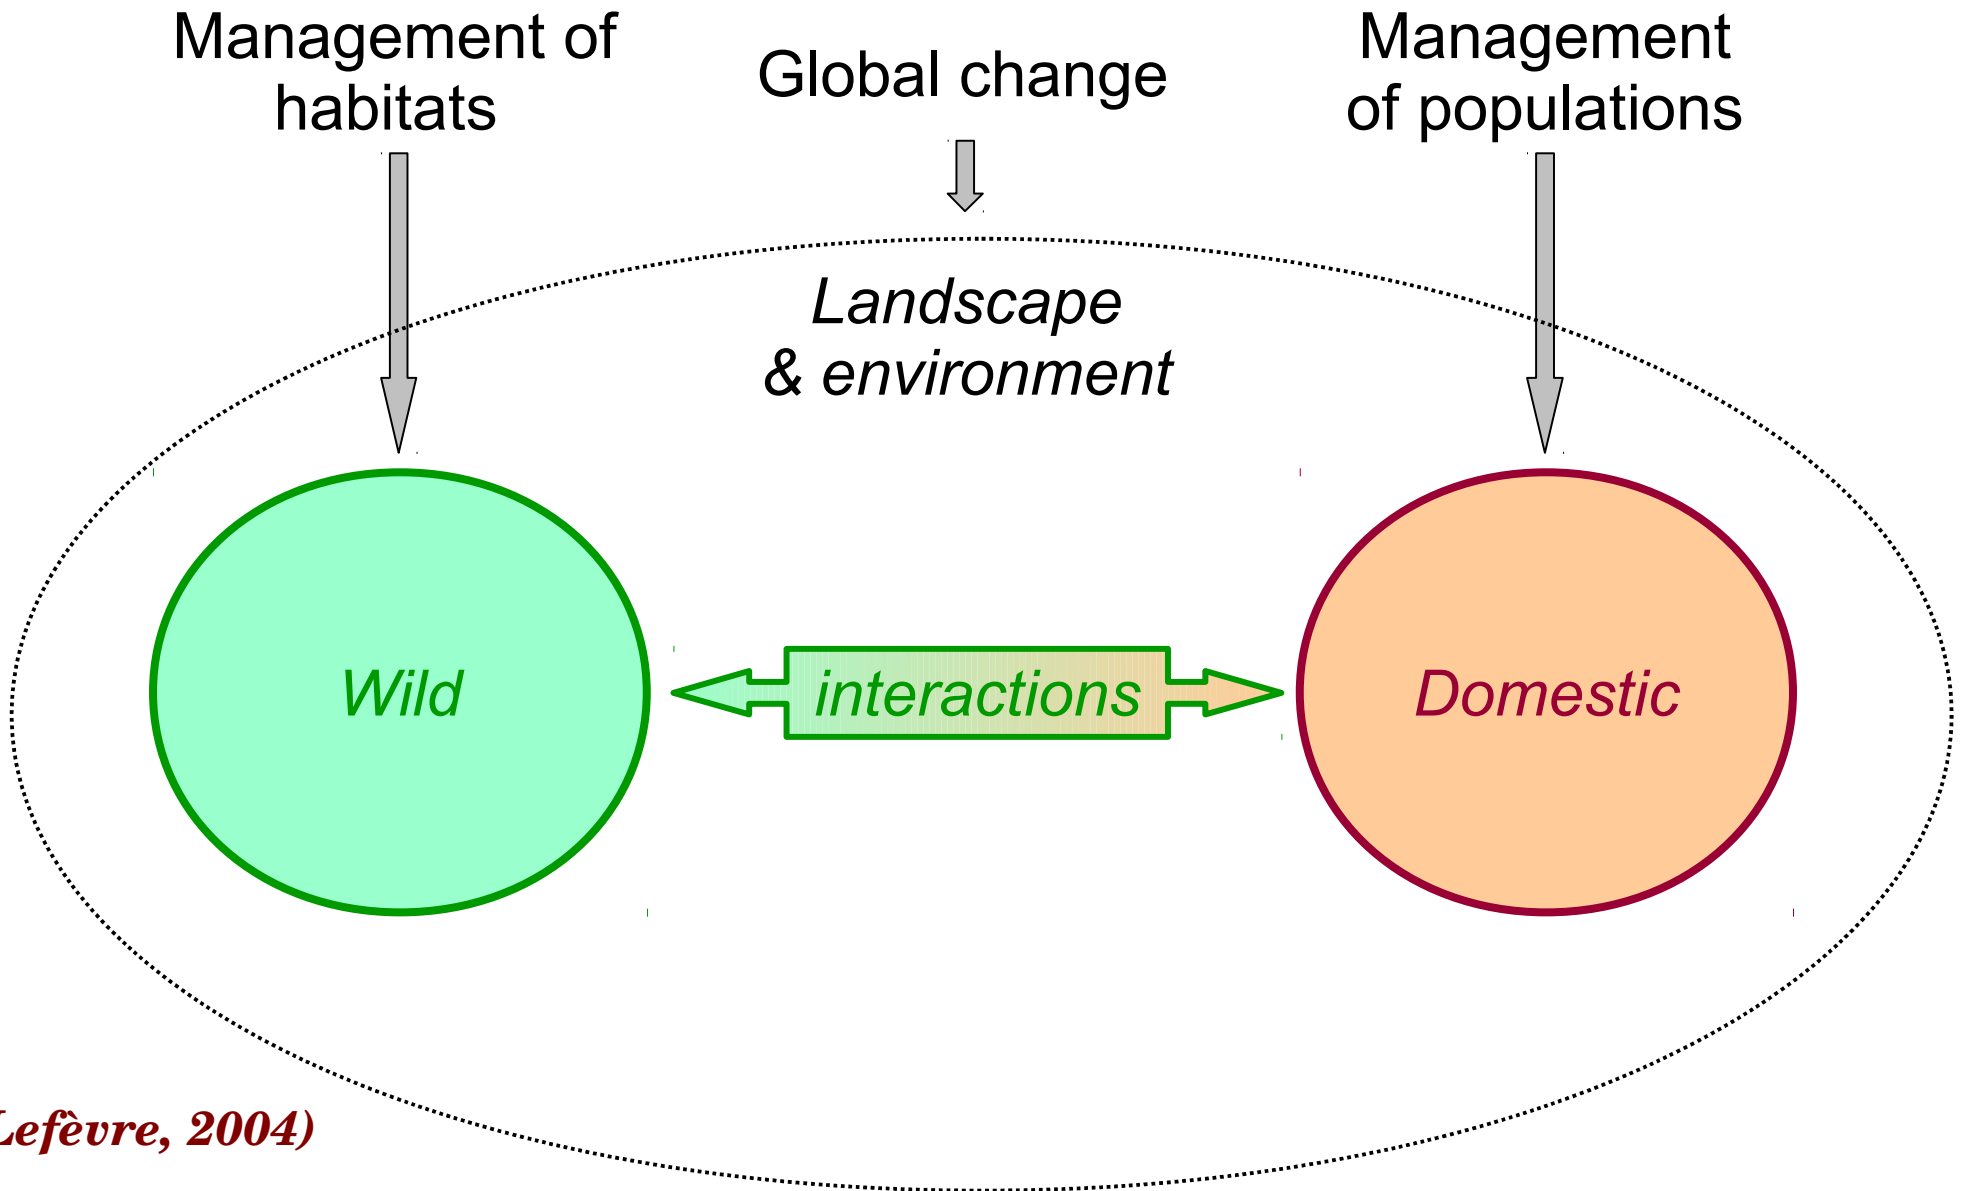 Management of
habitats
Global change
Management
of populations
Landscape
& environment
Wild
interactions
Domestic
Lefèvre, 2004)